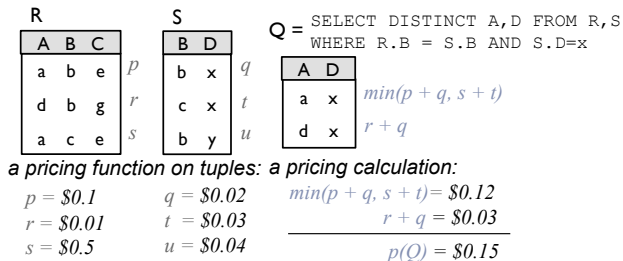 R
A B C
a b e p
d b g r
a c e s
S
B D
b x q
c x t
b y u
Q = SELECT DISTINCT A,D FROM R,S
WHERE R.B = S.B AND S.D=x
A D
a x min(p + q, s + t)
d x r + q
a pricing function on tuples:
p = $0.1 q = $0.02
r = $0.01 t = $0.03
s = $0.5 u = $0.04
a pricing calculation:
min(p + q, s + t)= $0.12
r + q = $0.03
p(Q) = $0.15